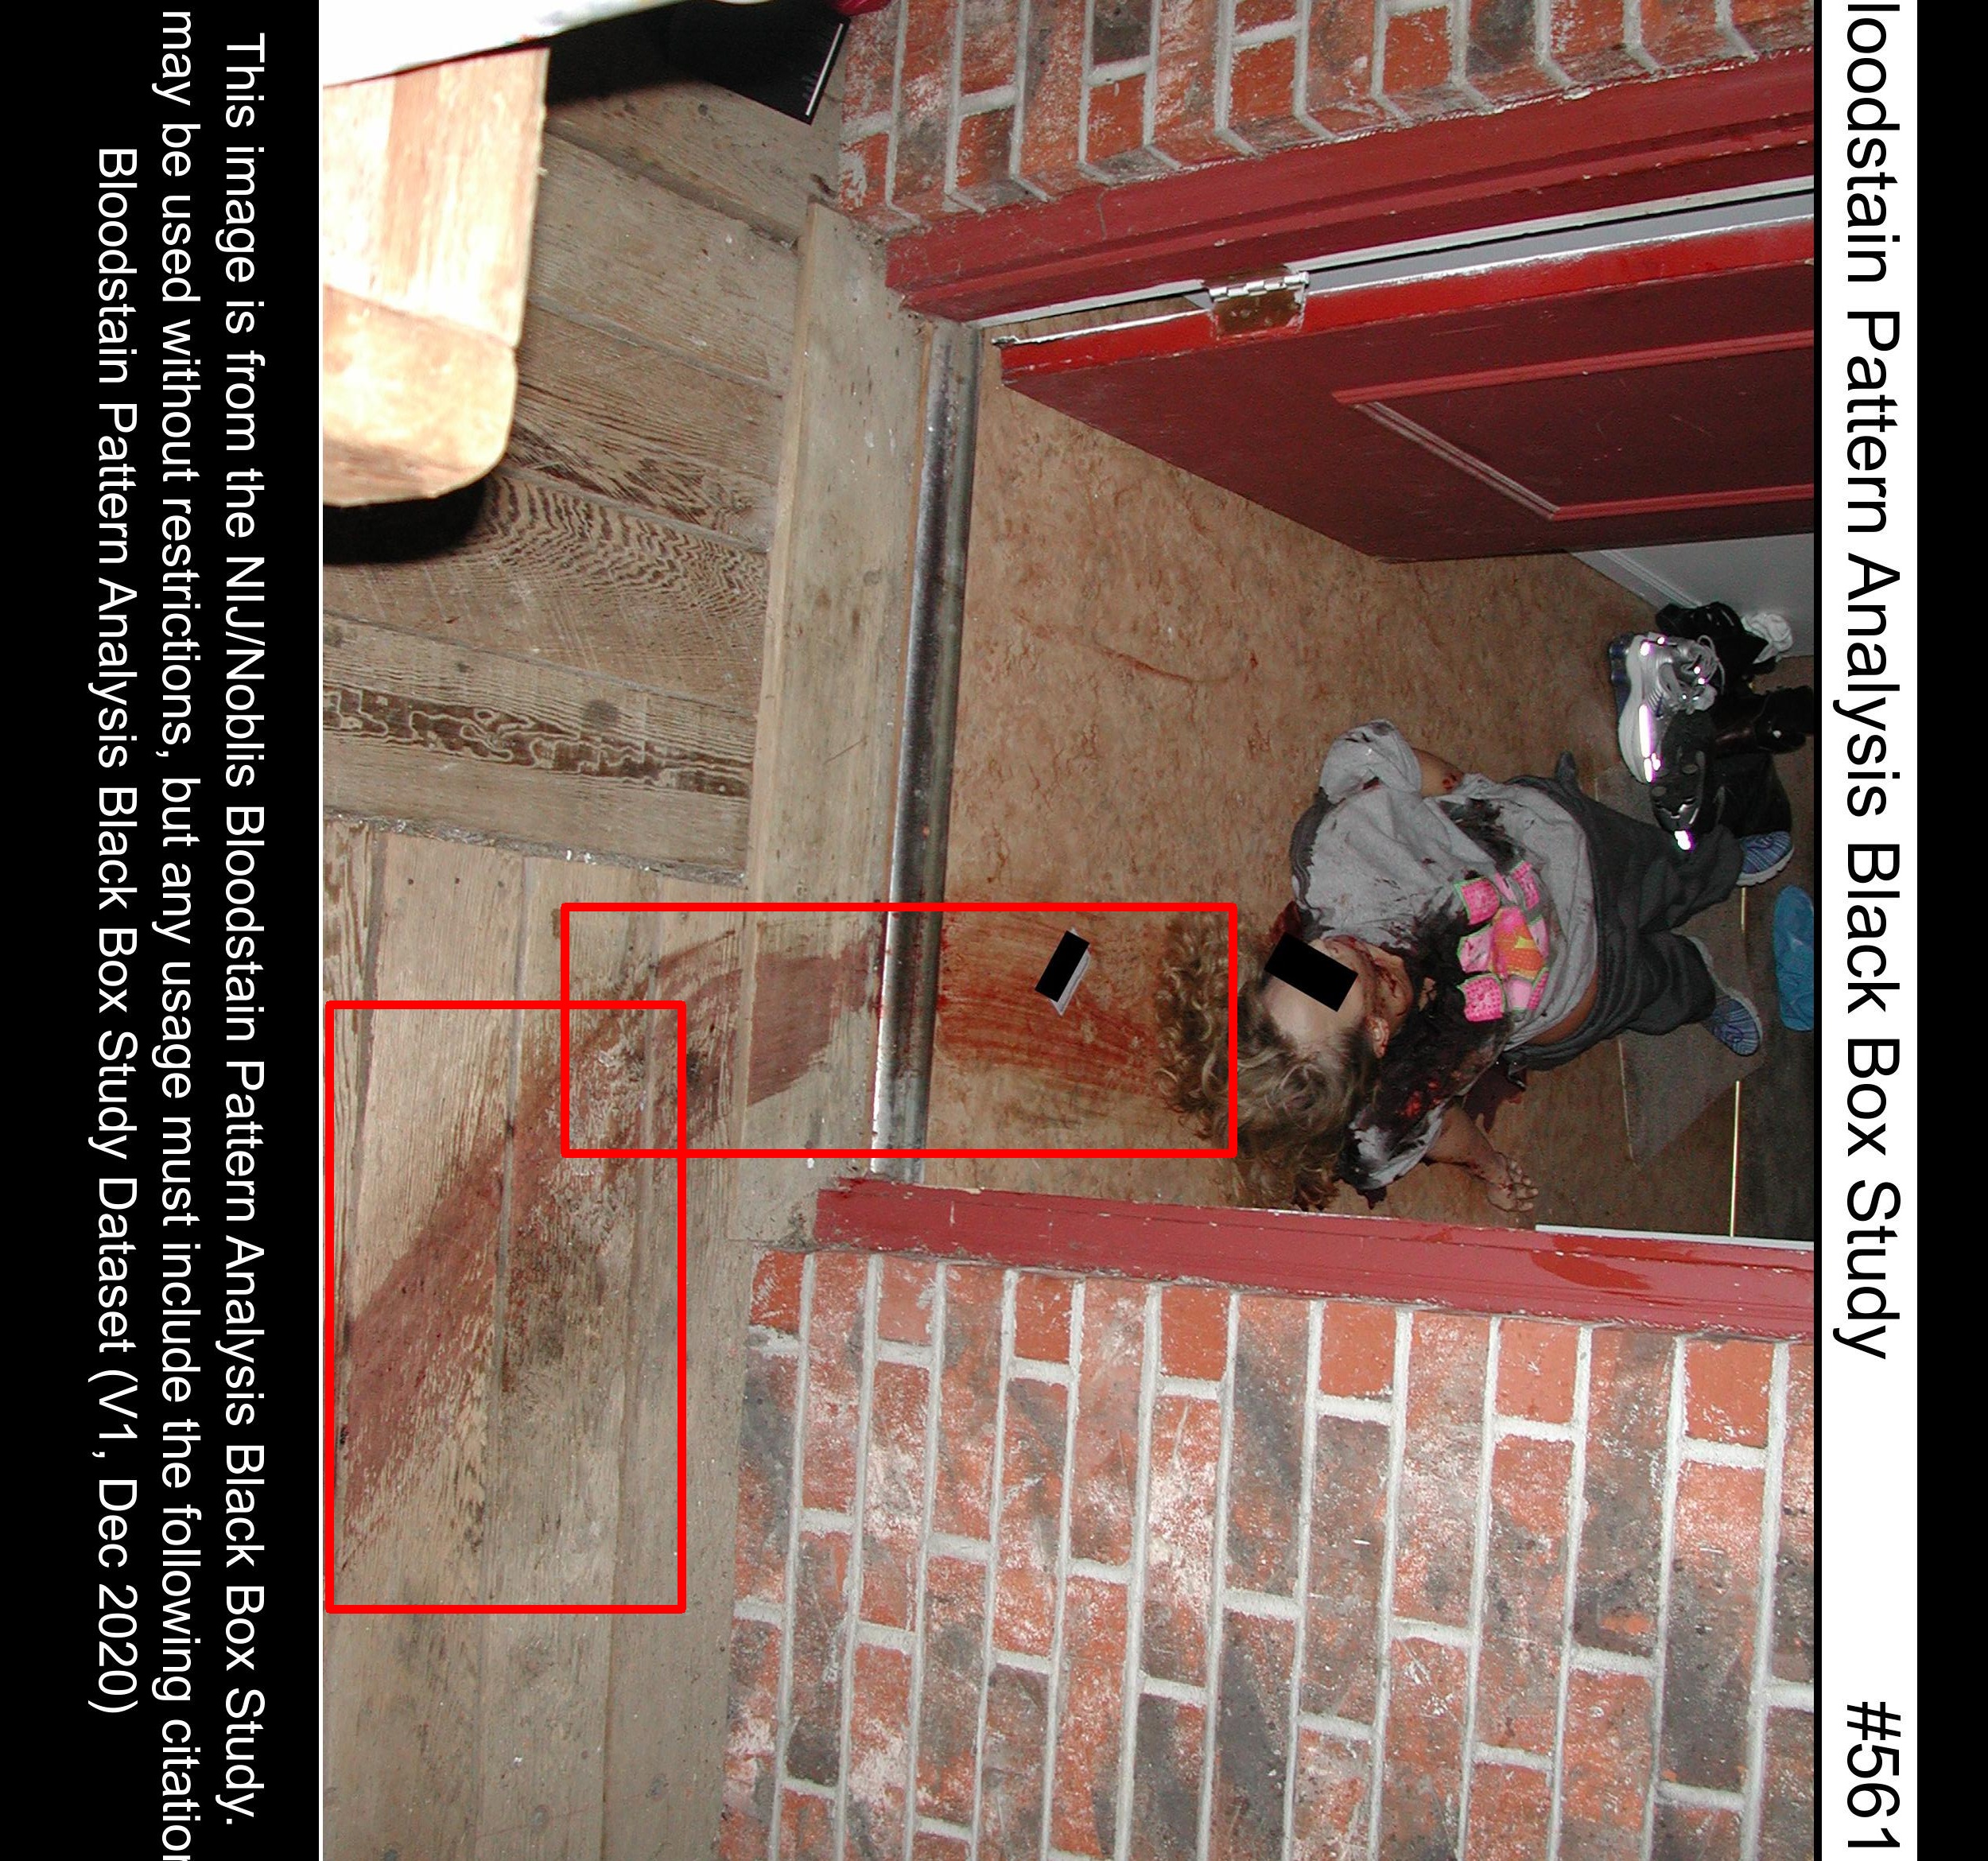 loodstain Pattern Analysis Black Box Study #561
This image is from the NIJ/Noblis Bloodstain Pattern Analysis Black Box Study.
may be used without restrictions, but any usage must include the following citation
Bloodstain Pattern Analysis Black Box Study Dataset (V1, Dec 2020)